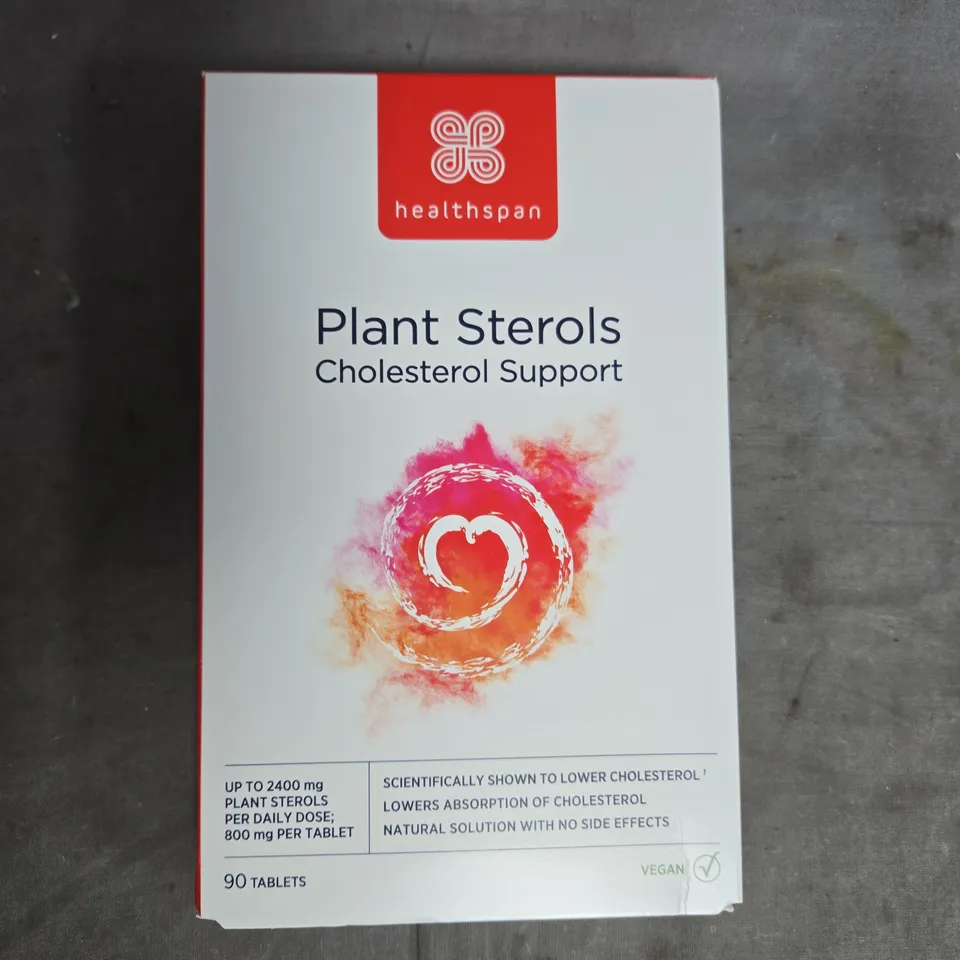 healthspan
Plant Sterols
Cholesterol Support
UP TO 2400 mg
PLANT STEROLS
PER DAILY DOSE;
800 mg PER TABLET
SCIENTIFICALLY SHOWN TO LOWER CHOLESTEROL†
LOWERS ABSORPTION OF CHOLESTEROL
NATURAL SOLUTION WITH NO SIDE EFFECTS
90 TABLETS
VEGAN